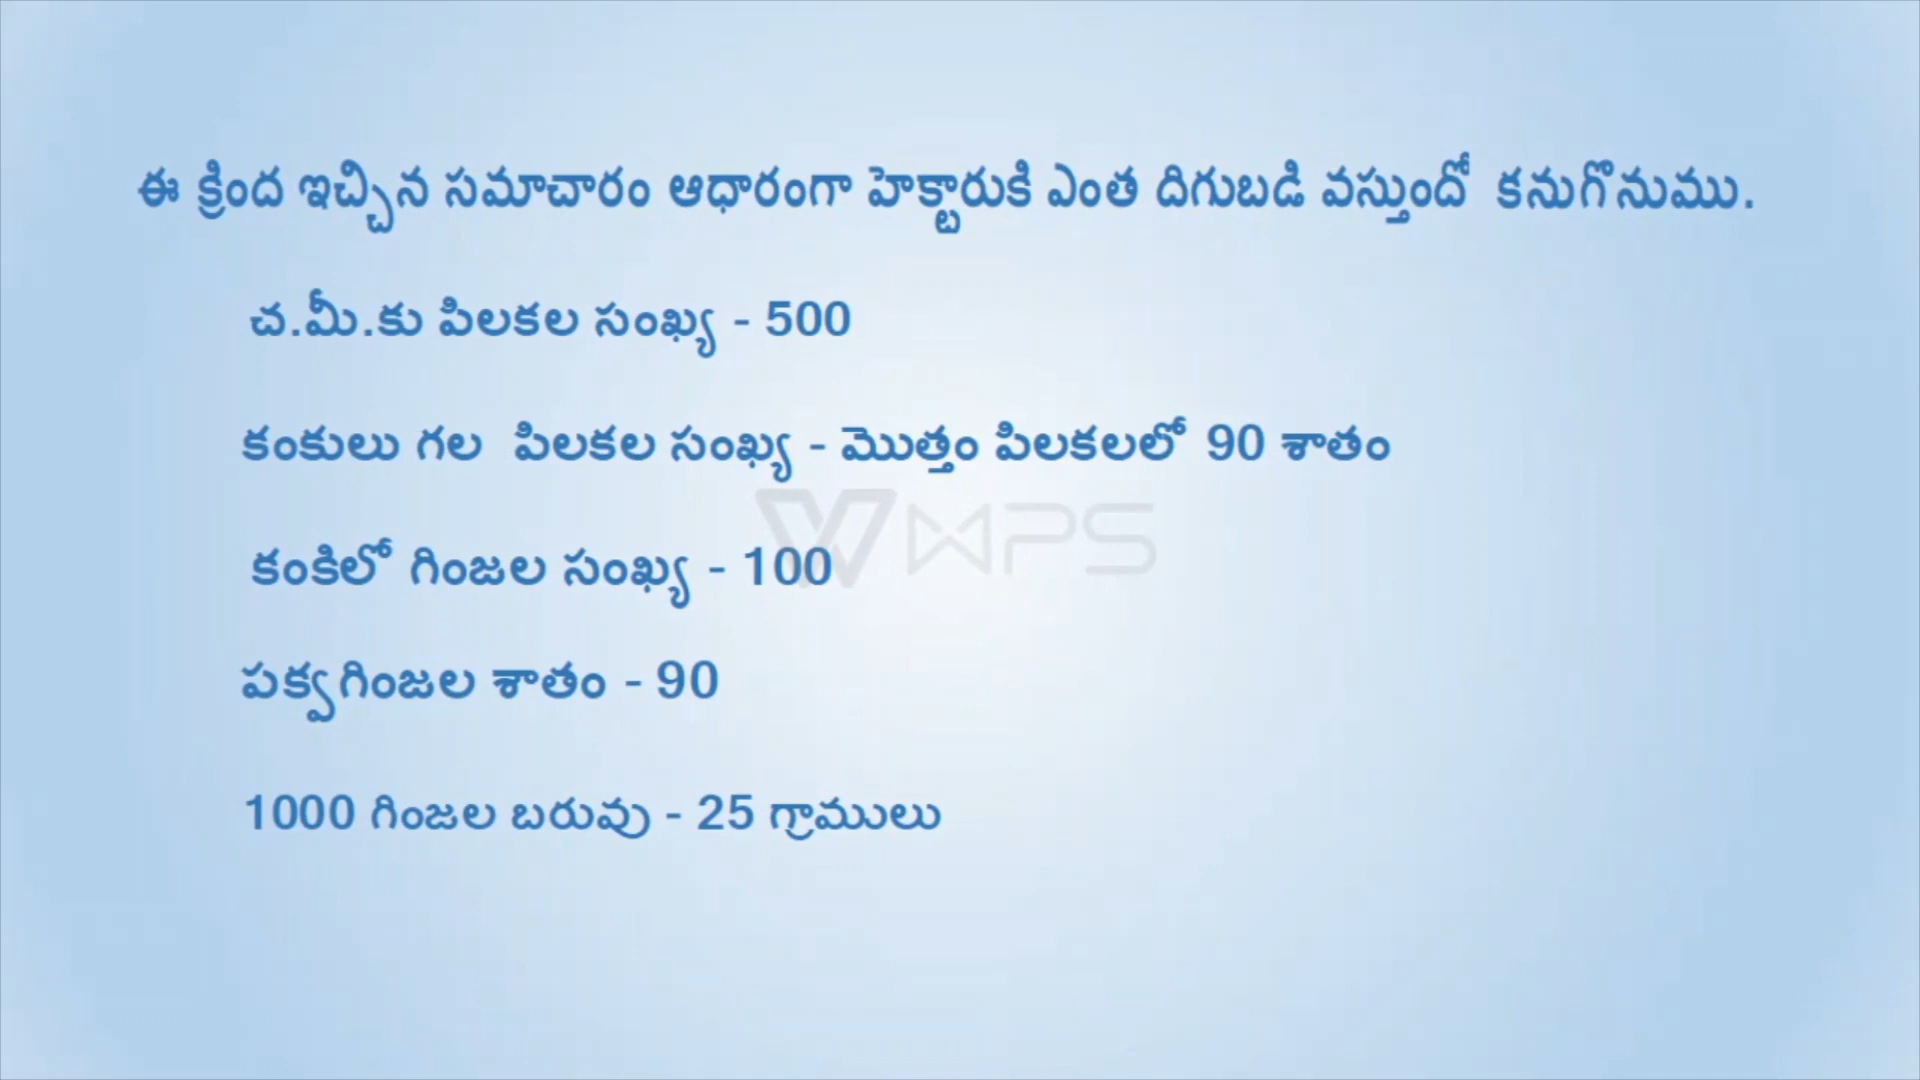 ఈ క్రింద ఇచ్చిన సమాచారం ఆధారంగా హెక్టారుకి ఎంత దిగుబడి వస్తుందో కనుగొనుము.
చ.మీ.కు పిలకల సంఖ్య - 500
కంకులు గల పిలకల సంఖ్య - మొత్తం పిలకలలో 90 శాతం
WPS
కంకిలో గింజల సంఖ్య - 100
పక్వగింజల శాతం - 90
1000 గింజల బరువు - 25 గ్రాములు